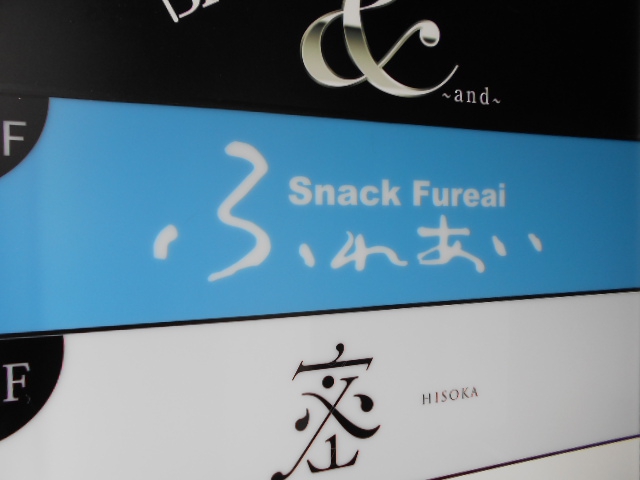 &
~and~
F
Snack Fureai
ふれあい
F
密
HISOKA